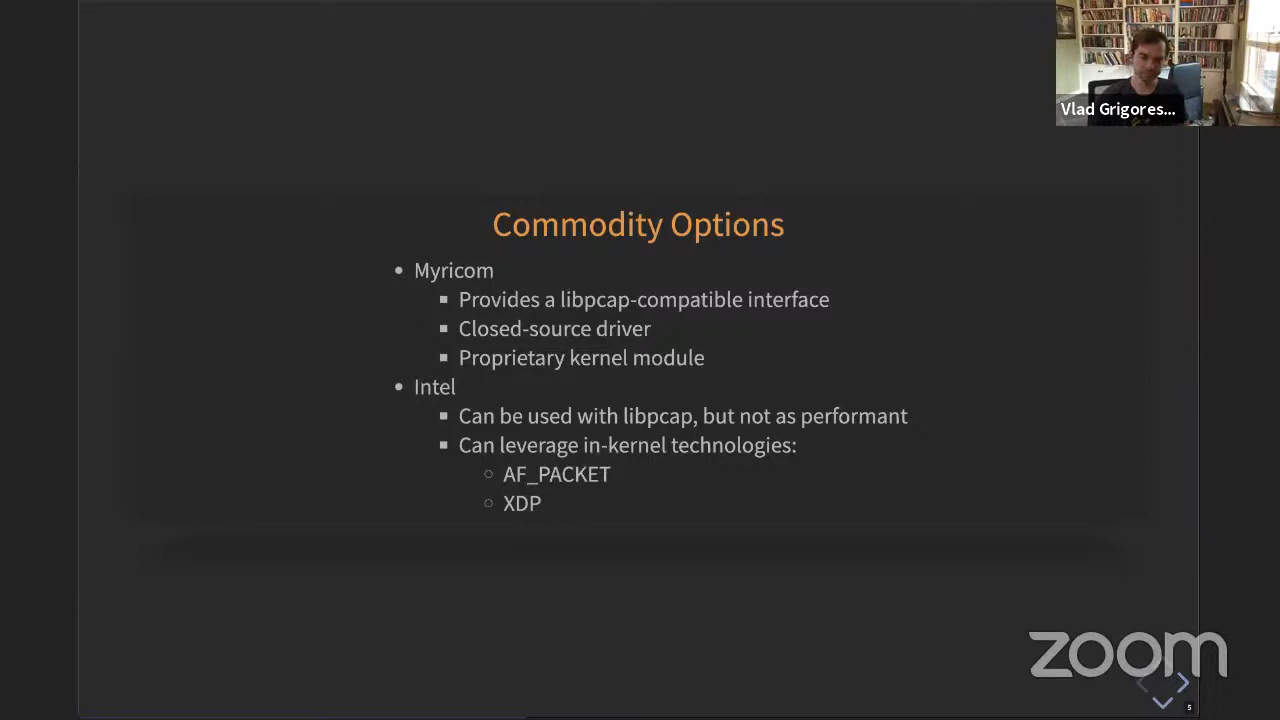 Vlad Grigores...
Commodity Options
• Myricom
▪ Provides a libpcap-compatible interface
▪ Closed-source driver
▪ Proprietary kernel module
• Intel
▪ Can be used with libpcap, but not as performant
▪ Can leverage in-kernel technologies:
○ AF_PACKET
○ XDP
zoom
5